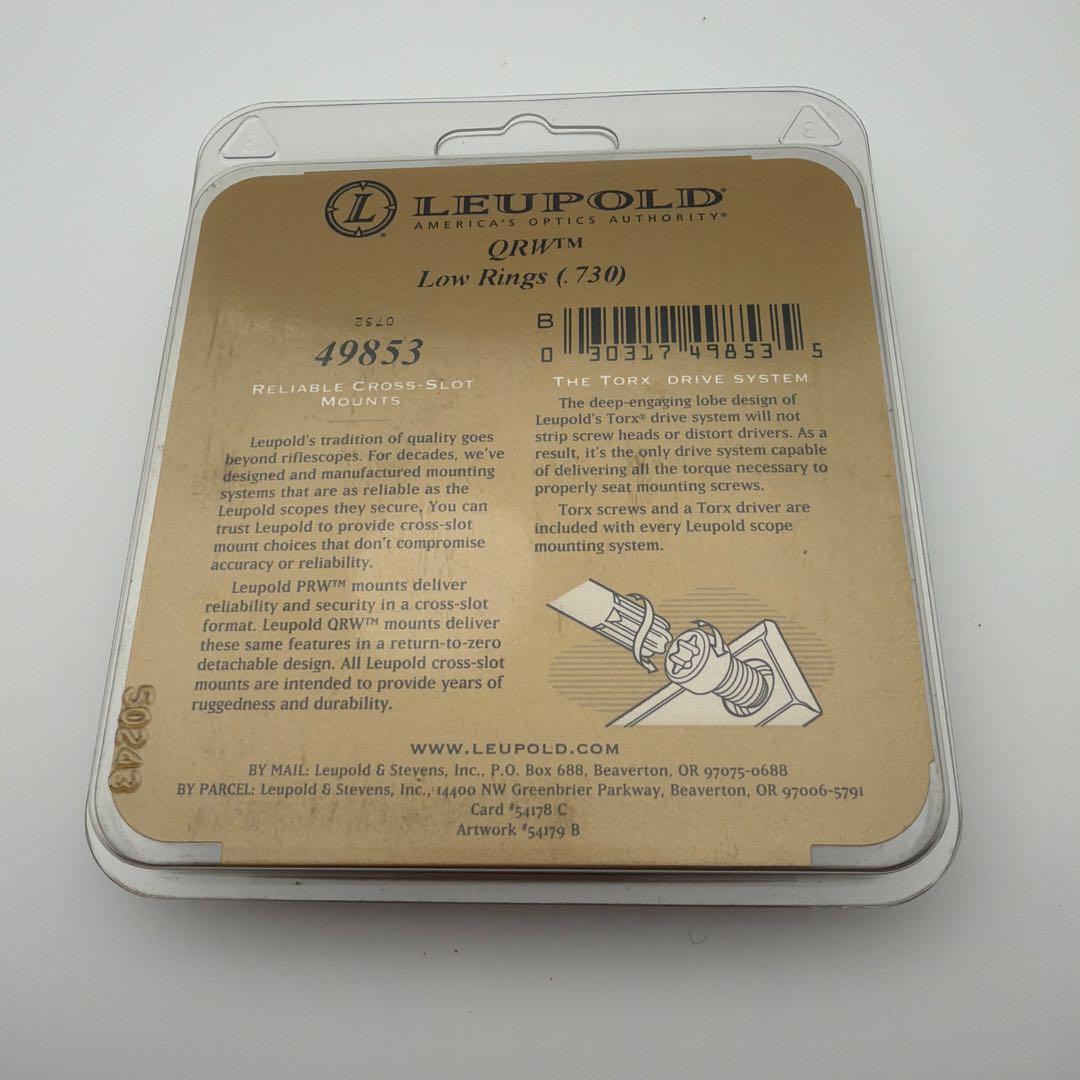 L
LEUPOLD®
AMERICA'S OPTICS AUTHORITY®
QRW™
Low Rings (.730)
0752
49853
RELIABLE CROSS-SLOT
MOUNTS
Leupold's tradition of quality goes
beyond riflescopes. For decades, we've
designed and manufactured mounting
systems that are as reliable as the
Leupold scopes they secure. You can
trust Leupold to provide cross-slot
mount choices that don't compromise
accuracy or reliability.
Leupold PRW™ mounts deliver
reliability and security in a cross-slot
format. Leupold QRW™ mounts deliver
these same features in a return-to-zero
detachable design. All Leupold cross-slot
mounts are intended to provide years of
ruggedness and durability.
B
0 30317 49853 5
THE TORX® DRIVE SYSTEM
The deep-engaging lobe design of
Leupold's Torx® drive system will not
strip screw heads or distort drivers. As a
result, it's the only drive system capable
of delivering all the torque necessary to
properly seat mounting screws.
Torx screws and a Torx driver are
included with every Leupold scope
mounting system.
50243
WWW.LEUPOLD.COM
BY MAIL: Leupold & Stevens, Inc., P.O. Box 688, Beaverton, OR 97075-0688
BY PARCEL: Leupold & Stevens, Inc., 14400 NW Greenbrier Parkway, Beaverton, OR 97006-5791
Card #54178 C
Artwork #54179 B